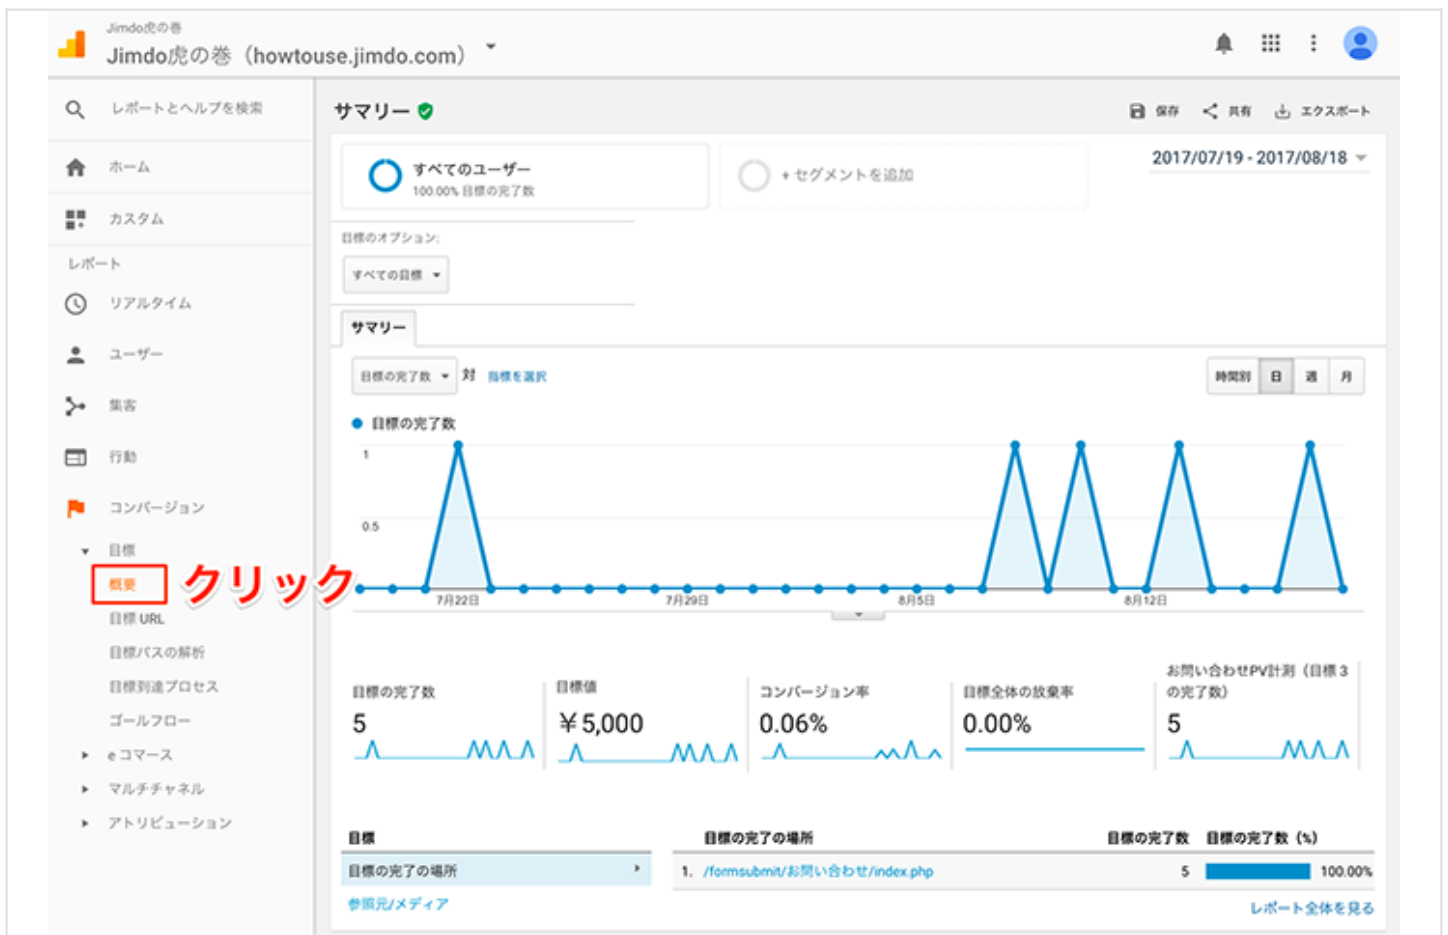 Jimdo虎の巻
Jimdo虎の巻（howtouse.jimdo.com）
レポートとヘルプを検索
ホーム
カスタム
レポート
リアルタイム
ユーザー
集客
行動
コンバージョン
目標
概要
クリック
目標 URL
目標パスの解析
目標到達プロセス
ゴールフロー
e コマース
マルチチャネル
アトリビューション
サマリー
保存 共有 エクスポート
すべてのユーザー
100.00% 目標の完了数
+ セグメントを追加
2017/07/19 - 2017/08/18
目標のオプション:
すべての目標
サマリー
目標の完了数 対 指標を選択
時間別 日 週 月
目標の完了数
1
0.5
7月22日 7月29日 8月5日 8月12日
目標の完了数
5
目標値
￥5,000
コンバージョン率
0.06%
目標全体の放棄率
0.00%
お問い合わせPV計測（目標 3
の完了数）
5
目標 目標の完了の場所 目標の完了数 目標の完了数（%）
目標の完了の場所 1. /formsubmit/お問い合わせ/index.php 5 100.00%
参照元/メディア
レポート全体を見る